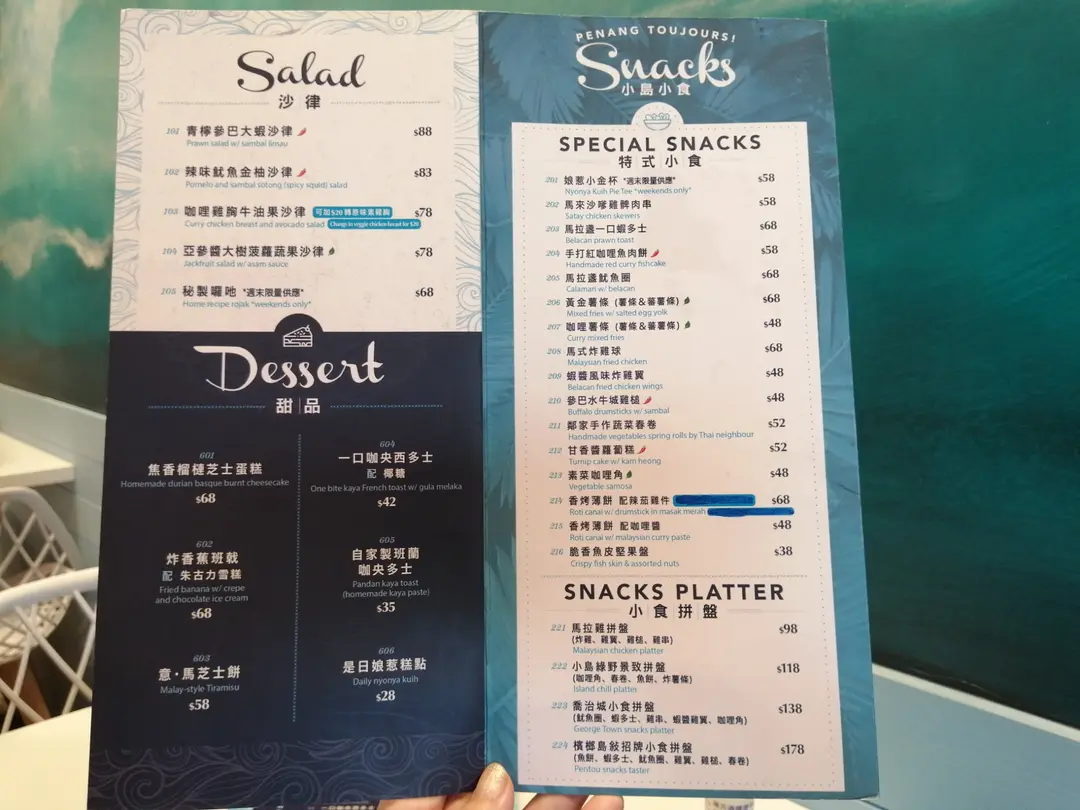 Salad
沙律
101 青檸參巴大蝦沙律 $88
Prawn salad w/ sambal limau
102 辣味魷魚金柚沙律 $83
Pomelo and sambal sotong (spicy squid) salad
103 咖哩雞胸牛油果沙律 可加$20轉原味素雞胸 $78
Curry chicken breast and avocado salad Change to veggie chicken breast for $20
104 亞參醬大樹菠蘿蔬果沙律 $78
Jackfruit salad w/ asam sauce
105 秘製囉吔 *週末限量供應* $68
Home recipe rojak *weekends only*
Dessert
甜品
601
焦香榴槤芝士蛋糕
Homemade durian basque burnt cheesecake
$68
602
炸香蕉班戟
配 朱古力雪糕
Fried banana w/ crepe
and chocolate ice cream
$68
603
意・馬芝士餅
Malay-style Tiramisu
$58
604
一口咖央西多士
配 椰糖
One bite kaya French toast w/ gula melaka
$42
605
自家製班蘭
咖央多士
Pandan kaya toast
(homemade kaya paste)
$35
606
是日娘惹糕點
Daily nyonya kuih
$28
PENANG TOUJOURS!
Snacks
小島小食
SPECIAL SNACKS
特式小食
201 娘惹小金杯 *週末限量供應* $58
Nyonya Kuih Pie Tee *weekends only*
202 馬來沙嗲雞髀肉串 $58
Satay chicken skewers
203 馬拉盞一口蝦多士 $68
Belacan prawn toast
204 手打紅咖哩魚肉餅 $58
Handmade red curry fishcake
205 馬拉盞魷魚圈 $68
Calamari w/ belacan
206 黃金薯條 (薯條&蕃薯條) $68
Mixed fries w/ salted egg yolk
207 咖哩薯條 (薯條&蕃薯條) $48
Curry mixed fries
208 馬式炸雞球 $68
Malaysian fried chicken
209 蝦醬風味炸雞翼 $48
Belacan fried chicken wings
210 參巴水牛城雞槌 $48
Buffalo drumsticks w/ sambal
211 鄰家手作蔬菜春卷 $52
Handmade vegetables spring rolls by Thai neighbour
212 甘香醬蘿蔔糕 $52
Turnip cake w/ kam heong
213 素菜咖哩角 $48
Vegetable samosa
214 香烤薄餅 配辣茄雞件 $68
Roti canai w/ drumstick in masak merah
215 香烤薄餅 配咖哩醬 $48
Roti canai w/ malaysian curry paste
216 脆香魚皮堅果盤 $38
Crispy fish skin & assorted nuts
SNACKS PLATTER
小食拼盤
221 馬拉雞拼盤 $98
(炸雞、雞翼、雞槌、雞串)
Malaysian chicken platter
222 小島綠野景致拼盤 $118
(咖哩角、春卷、魚餅、炸薯條)
Island chill platter
223 喬治城小食拼盤 $138
(魷魚圈、蝦多士、雞串、蝦醬雞翼、咖哩角)
George Town snacks platter
224 檳榔島敍招牌小食拼盤 $178
(魚餅、蝦多士、魷魚圈、雞翼、雞槌、春卷)
Pentou snacks taster